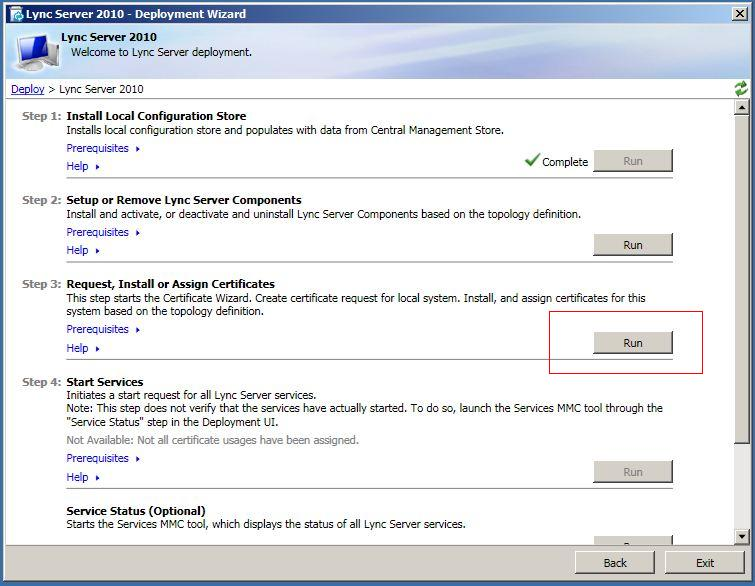 Lync Server 2010 - Deployment Wizard
Lync Server 2010
Welcome to Lync Server deployment.
Deploy > Lync Server 2010
Step 1: Install Local Configuration Store
Installs local configuration store and populates with data from Central Management Store.
Prerequisites
Help
Complete Run
Step 2: Setup or Remove Lync Server Components
Install and activate, or deactivate and uninstall Lync Server Components based on the topology definition.
Prerequisites
Help
Run
Step 3: Request, Install or Assign Certificates
This step starts the Certificate Wizard. Create certificate request for local system. Install, and assign certificates for this
system based on the topology definition.
Prerequisites
Help
Run
Step 4: Start Services
Initiates a start request for all Lync Server services.
Note: This step does not verify that the services have actually started. To do so, launch the Services MMC tool through the
"Service Status" step in the Deployment UI.
Not Available: Not all certificate usages have been assigned.
Prerequisites
Help
Run
Service Status (Optional)
Starts the Services MMC tool, which displays the status of all Lync Server services.
Back Exit